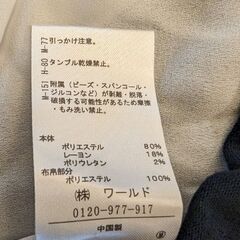 W-77 引っかけ注意。
H-80 タンブル乾燥禁止。
W-151 附属(ビーズ・スパンコール・
ジルコンなど)が剥離・脱落・
破損する可能性があるため摩擦
・もみ洗い禁止。
本体
ポリエステル 80%
レーヨン 18%
ポリウレタン 2%
布帛部分
ポリエステル 100%
㈱ ワールド
0120-977-917
中国製